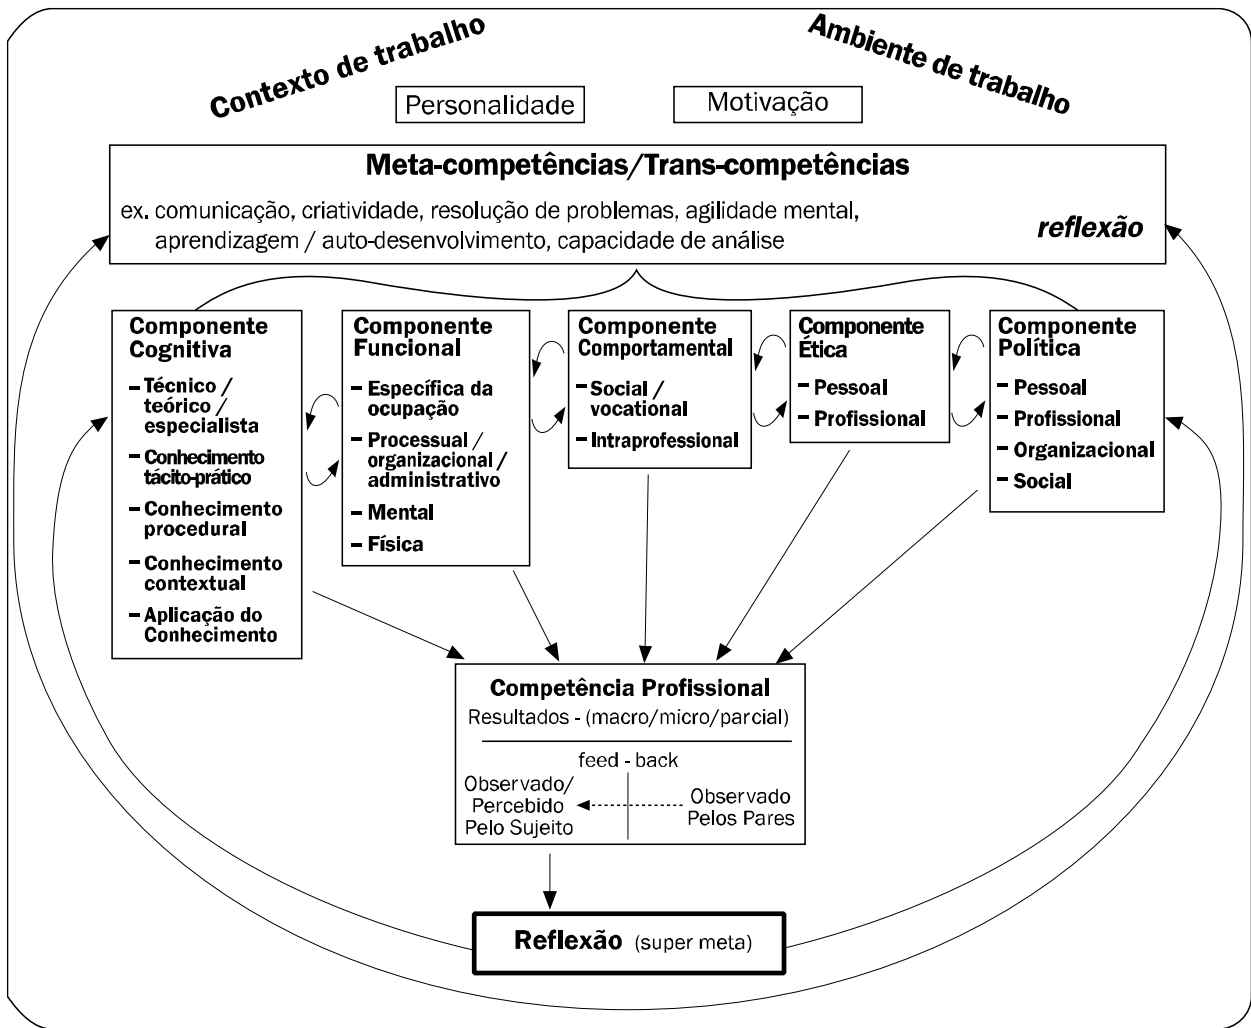 Contexto de trabalho
Ambiente de trabalho
Personalidade
Motivação
Meta-competências/Trans-competências
ex. comunicação, criatividade, resolução de problemas, agilidade mental,
aprendizagem / auto-desenvolvimento, capacidade de análise
reflexão
Componente
Cognitiva
– Técnico /
teórico /
especialista
– Conhecimento
tácito-prático
– Conhecimento
procedural
– Conhecimento
contextual
– Aplicação do
Conhecimento
Componente
Funcional
– Específica da
ocupação
– Processual /
organizacional /
administrativo
– Mental
– Física
Componente
Comportamental
– Social /
vocational
– Intraprofessional
Componente
Ética
– Pessoal
– Profissional
Componente
Política
– Pessoal
– Profissional
– Organizacional
– Social
Competência Profissional
Resultados - (macro/micro/parcial)
feed - back
Observado/
Percebido
Pelo Sujeito
Observado
Pelos Pares
Reflexão (super meta)